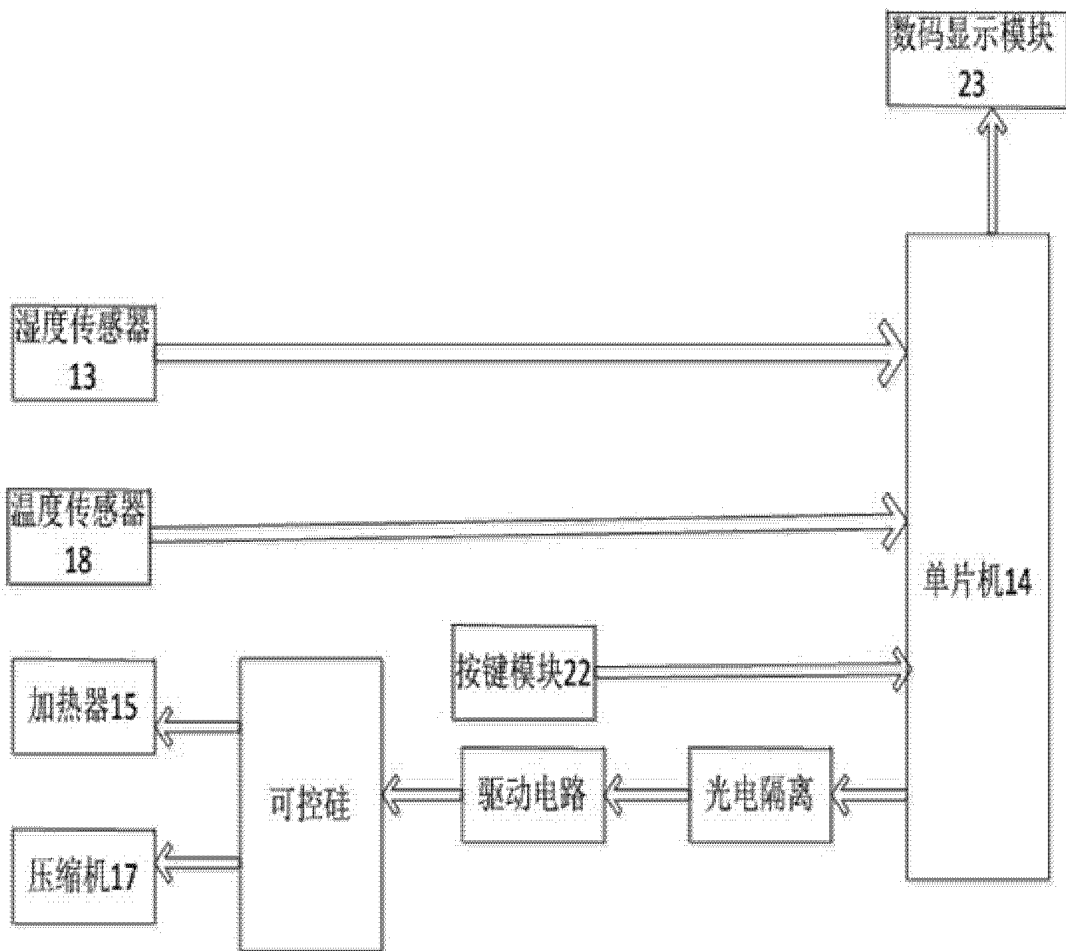 数码显示模块
23
湿度传感器
13
温度传感器
18
单片机14
按键模块22
加热器15
可控硅
驱动电路
光电隔离
压缩机17